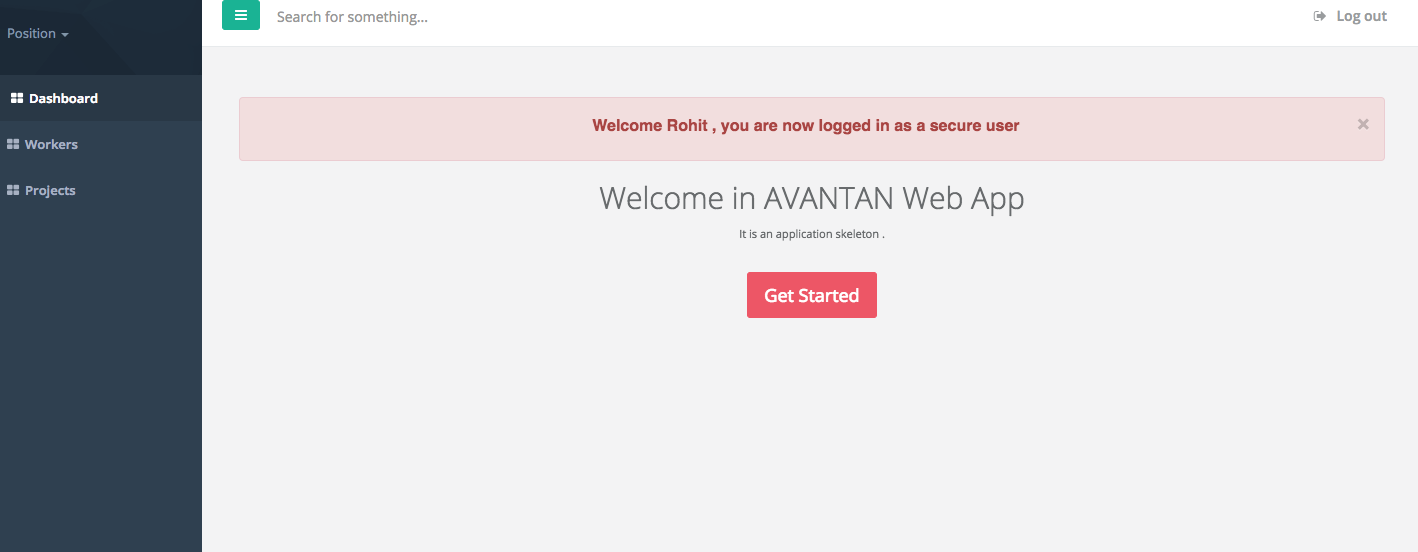 Position
Search for something...
Log out
Dashboard
Workers
Projects
Welcome Rohit , you are now logged in as a secure user
×
Welcome in AVANTAN Web App
It is an application skeleton .
Get Started